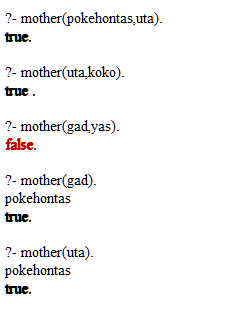 ?- mother(pokehontas,uta).
true.
?- mother(uta,koko).
true .
?- mother(gad,yas).
false.
?- mother(gad).
pokehontas
true.
?- mother(uta).
pokehontas
true.